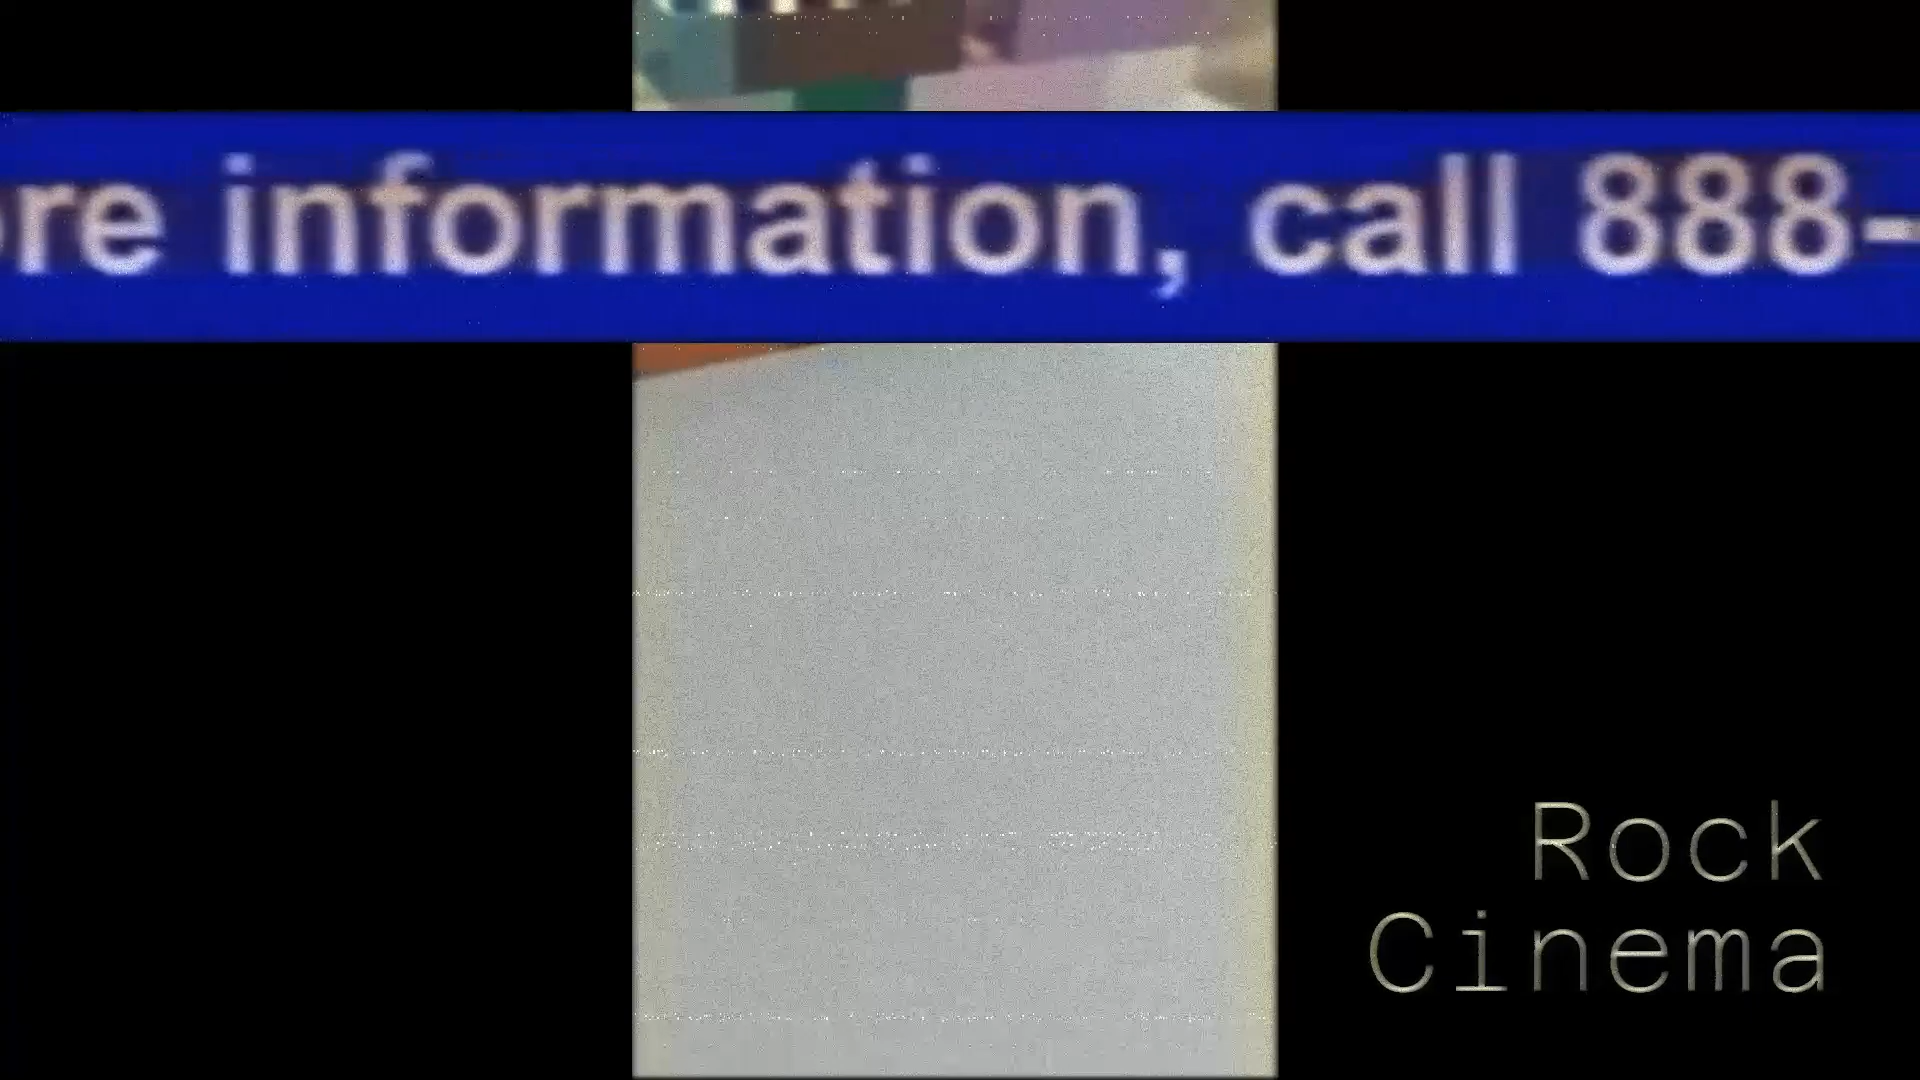 re information, call 888-
Rock
Cinema